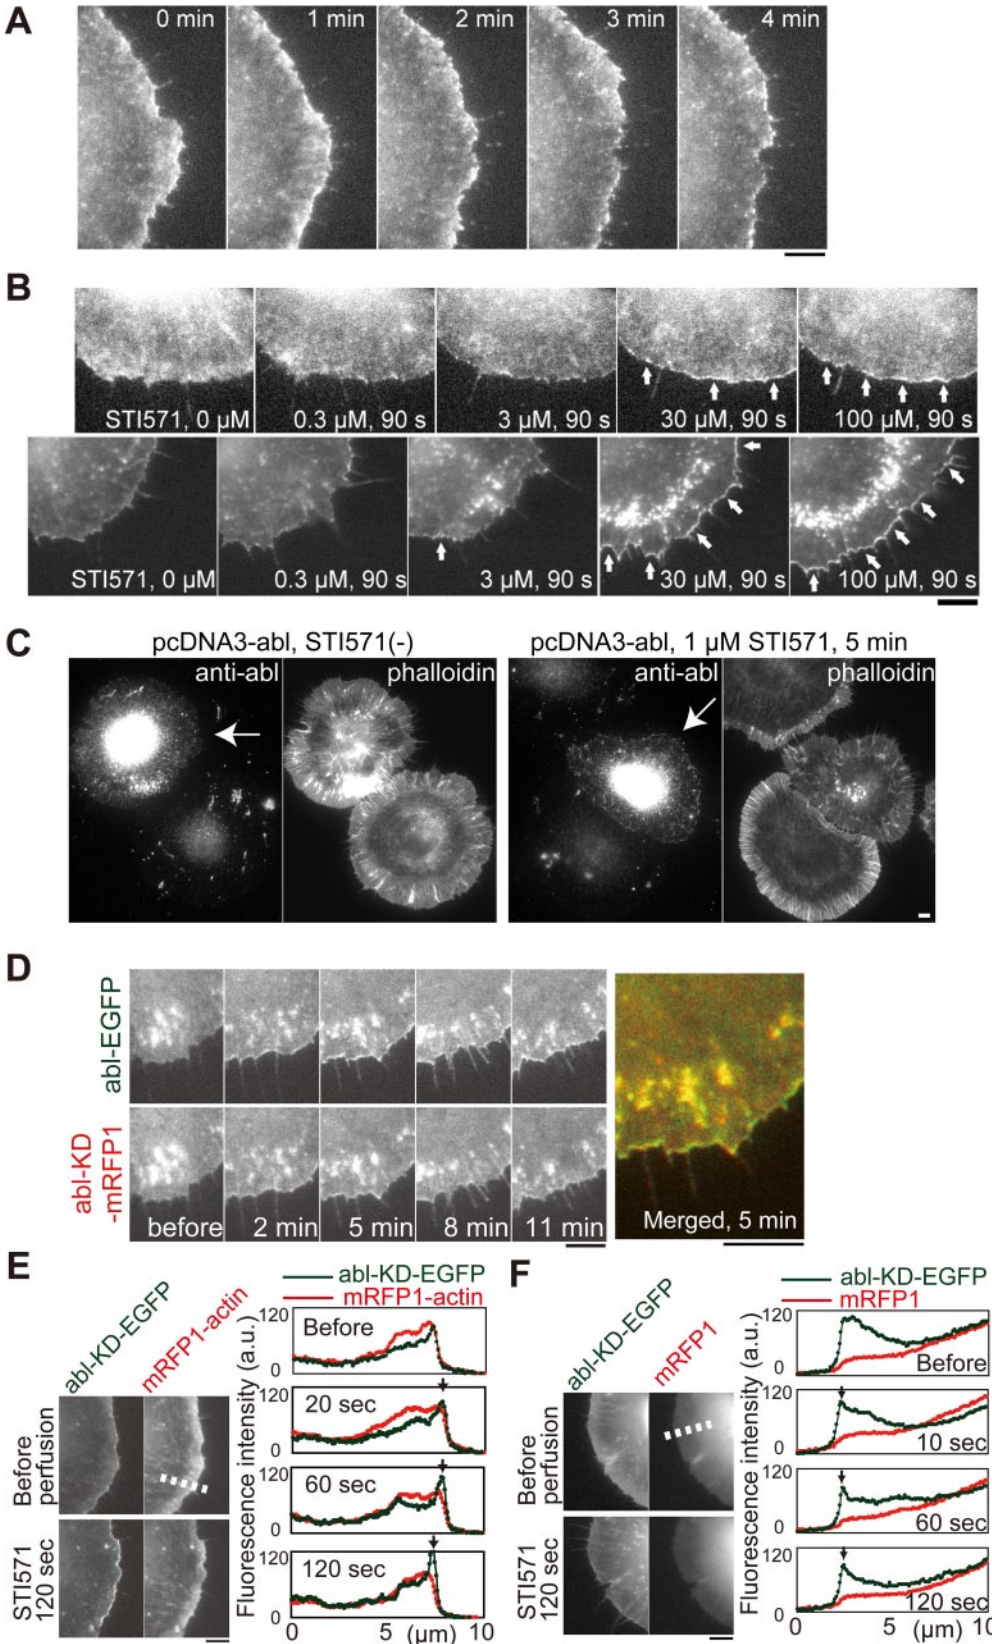 A
0 min 1 min 2 min 3 min 4 min
B
STI571, 0 µM 0.3 µM, 90 s 3 µM, 90 s 30 µM, 90 s 100 µM, 90 s
STI571, 0 µM 0.3 µM, 90 s 3 µM, 90 s 30 µM, 90 s 100 µM, 90 s
C
pcDNA3-abl, STI571(-) pcDNA3-abl, 1 µM STI571, 5 min
anti-abl phalloidin anti-abl phalloidin
D
abl-EGFP
abl-KD
-mRFP1
before 2 min 5 min 8 min 11 min
Merged, 5 min
E
abl-KD-EGFP
mRFP1-actin
Before
perfusion
STI571
120 sec
abl-KD-EGFP
mRFP1-actin
Fluorescence intensity (a.u.)
120
Before
0
120
20 sec
0
120
60 sec
0
120
120 sec
0
0 5 (µm) 10
F
abl-KD-EGFP
mRFP1
Before
perfusion
STI571
120 sec
abl-KD-EGFP
mRFP1
Fluorescence intensity (a.u.)
120
Before
0
120
10 sec
0
120
60 sec
0
120
120 sec
0
0 5 (µm) 10